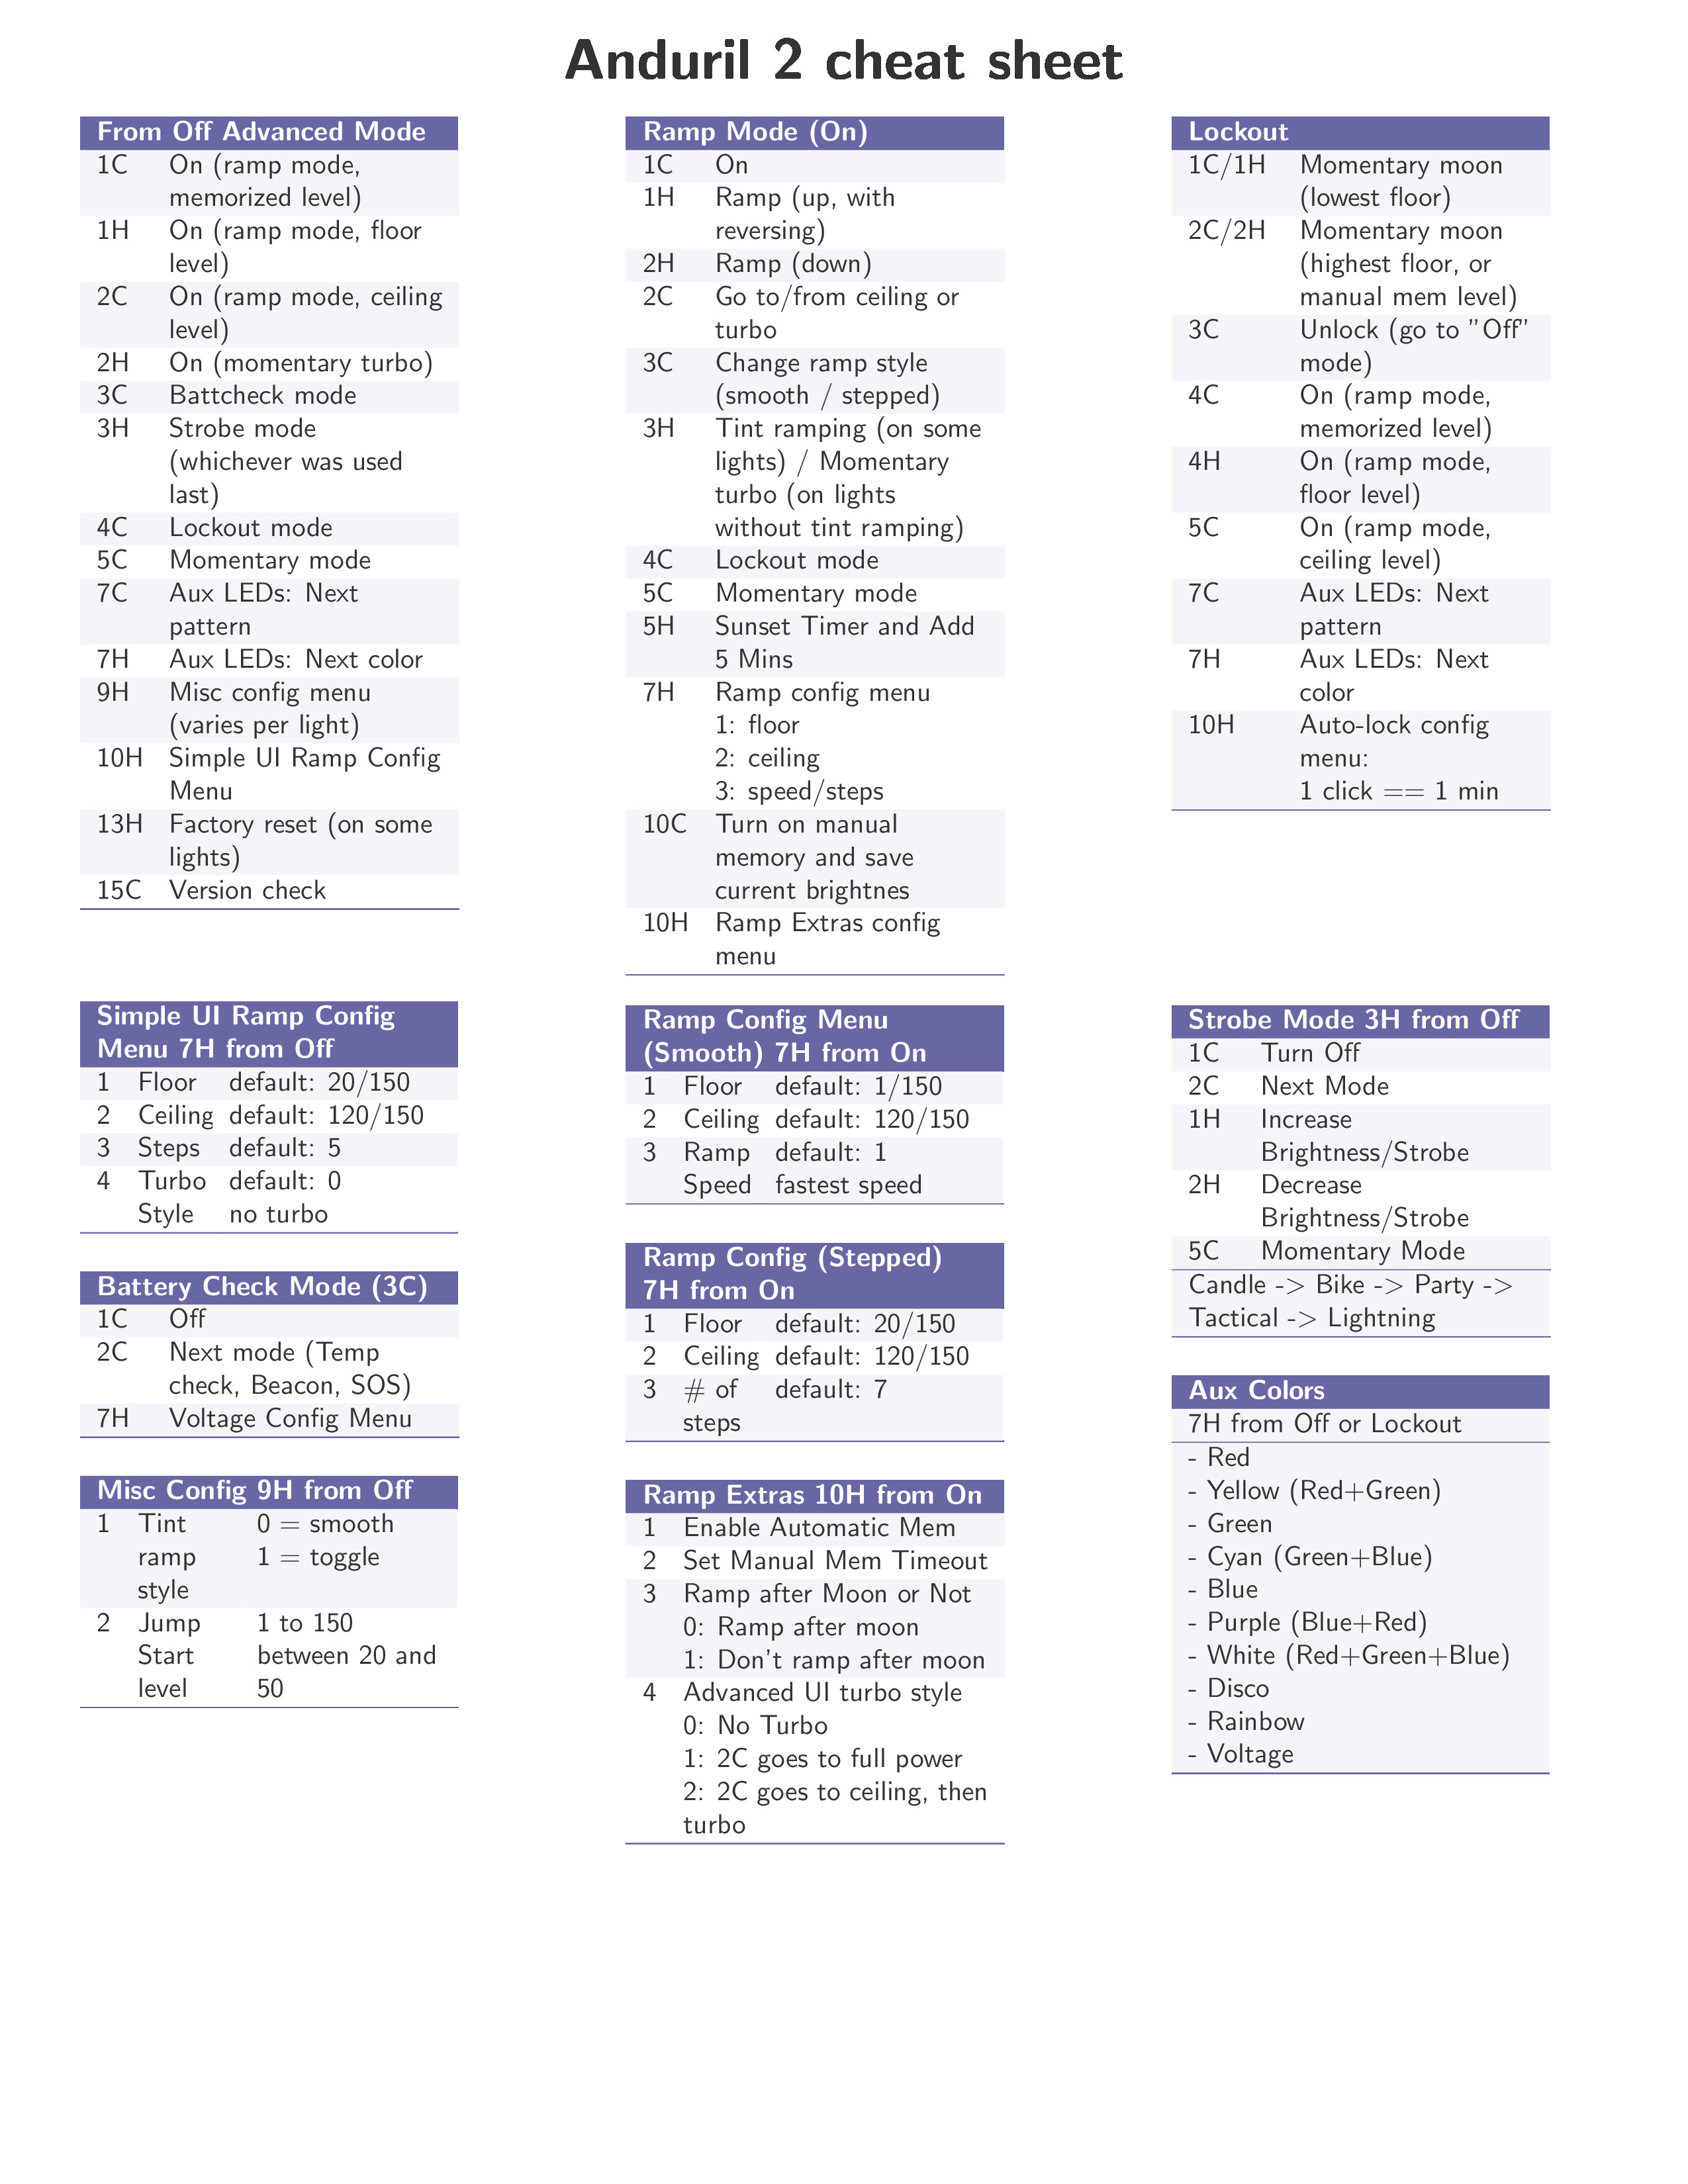 Anduril 2 cheat sheet
From Off Advanced Mode
1C On (ramp mode,
memorized level)
1H On (ramp mode, floor
level)
2C On (ramp mode, ceiling
level)
2H On (momentary turbo)
3C Battcheck mode
3H Strobe mode
(whichever was used
last)
4C Lockout mode
5C Momentary mode
7C Aux LEDs: Next
pattern
7H Aux LEDs: Next color
9H Misc config menu
(varies per light)
10H Simple UI Ramp Config
Menu
13H Factory reset (on some
lights)
15C Version check
Ramp Mode (On)
1C On
1H Ramp (up, with
reversing)
2H Ramp (down)
2C Go to/from ceiling or
turbo
3C Change ramp style
(smooth / stepped)
3H Tint ramping (on some
lights) / Momentary
turbo (on lights
without tint ramping)
4C Lockout mode
5C Momentary mode
5H Sunset Timer and Add
5 Mins
7H Ramp config menu
1: floor
2: ceiling
3: speed/steps
10C Turn on manual
memory and save
current brightnes
10H Ramp Extras config
menu
Lockout
1C/1H Momentary moon
(lowest floor)
2C/2H Momentary moon
(highest floor, or
manual mem level)
3C Unlock (go to "Off"
mode)
4C On (ramp mode,
memorized level)
4H On (ramp mode,
floor level)
5C On (ramp mode,
ceiling level)
7C Aux LEDs: Next
pattern
7H Aux LEDs: Next
color
10H Auto-lock config
menu:
1 click == 1 min
Simple UI Ramp Config
Menu 7H from Off
1 Floor default: 20/150
2 Ceiling default: 120/150
3 Steps default: 5
4 Turbo default: 0
Style no turbo
Battery Check Mode (3C)
1C Off
2C Next mode (Temp
check, Beacon, SOS)
7H Voltage Config Menu
Misc Config 9H from Off
1 Tint 0 = smooth
ramp 1 = toggle
style
2 Jump 1 to 150
Start between 20 and
level 50
Ramp Config Menu
(Smooth) 7H from On
1 Floor default: 1/150
2 Ceiling default: 120/150
3 Ramp default: 1
Speed fastest speed
Ramp Config (Stepped)
7H from On
1 Floor default: 20/150
2 Ceiling default: 120/150
3 # of default: 7
steps
Ramp Extras 10H from On
1 Enable Automatic Mem
2 Set Manual Mem Timeout
3 Ramp after Moon or Not
0: Ramp after moon
1: Don't ramp after moon
4 Advanced UI turbo style
0: No Turbo
1: 2C goes to full power
2: 2C goes to ceiling, then
turbo
Strobe Mode 3H from Off
1C Turn Off
2C Next Mode
1H Increase
Brightness/Strobe
2H Decrease
Brightness/Strobe
5C Momentary Mode
Candle -> Bike -> Party ->
Tactical -> Lightning
Aux Colors
7H from Off or Lockout
- Red
- Yellow (Red+Green)
- Green
- Cyan (Green+Blue)
- Blue
- Purple (Blue+Red)
- White (Red+Green+Blue)
- Disco
- Rainbow
- Voltage